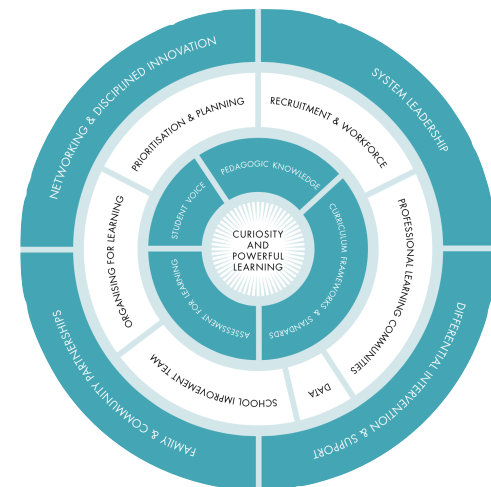 NETWORKING & DISCIPLINED INNOVATION
SYSTEM LEADERSHIP
DIFFERENTIAL INTERVENTION & SUPPORT
FAMILY & COMMUNITY PARTNERSHIPS
PRIORITISATION & PLANNING
RECRUITMENT & WORKFORCE
PROFESSIONAL LEARNING COMMUNITIES
DATA
SCHOOL IMPROVEMENT TEAM
ORGANISING FOR LEARNING
STUDENT VOICE
PEDAGOGIC KNOWLEDGE
CURRICULUM FRAMEWORKS & STANDARDS
ASSESSMENT FOR LEARNING
CURIOSITY
AND
POWERFUL
LEARNING